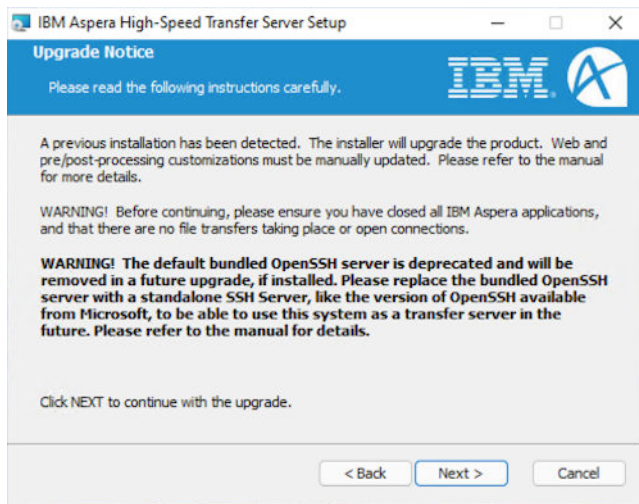 IBM Aspera High-Speed Transfer Server Setup
Upgrade Notice
Please read the following instructions carefully.
IBM.
A previous installation has been detected. The installer will upgrade the product. Web and
pre/post-processing customizations must be manually updated. Please refer to the manual
for more details.
WARNING! Before continuing, please ensure you have closed all IBM Aspera applications,
and that there are no file transfers taking place or open connections.
WARNING! The default bundled OpenSSH server is deprecated and will be
removed in a future upgrade, if installed. Please replace the bundled OpenSSH
server with a standalone SSH Server, like the version of OpenSSH available
from Microsoft, to be able to use this system as a transfer server in the
future. Please refer to the manual for details.
Click NEXT to continue with the upgrade.
< Back
Next >
Cancel